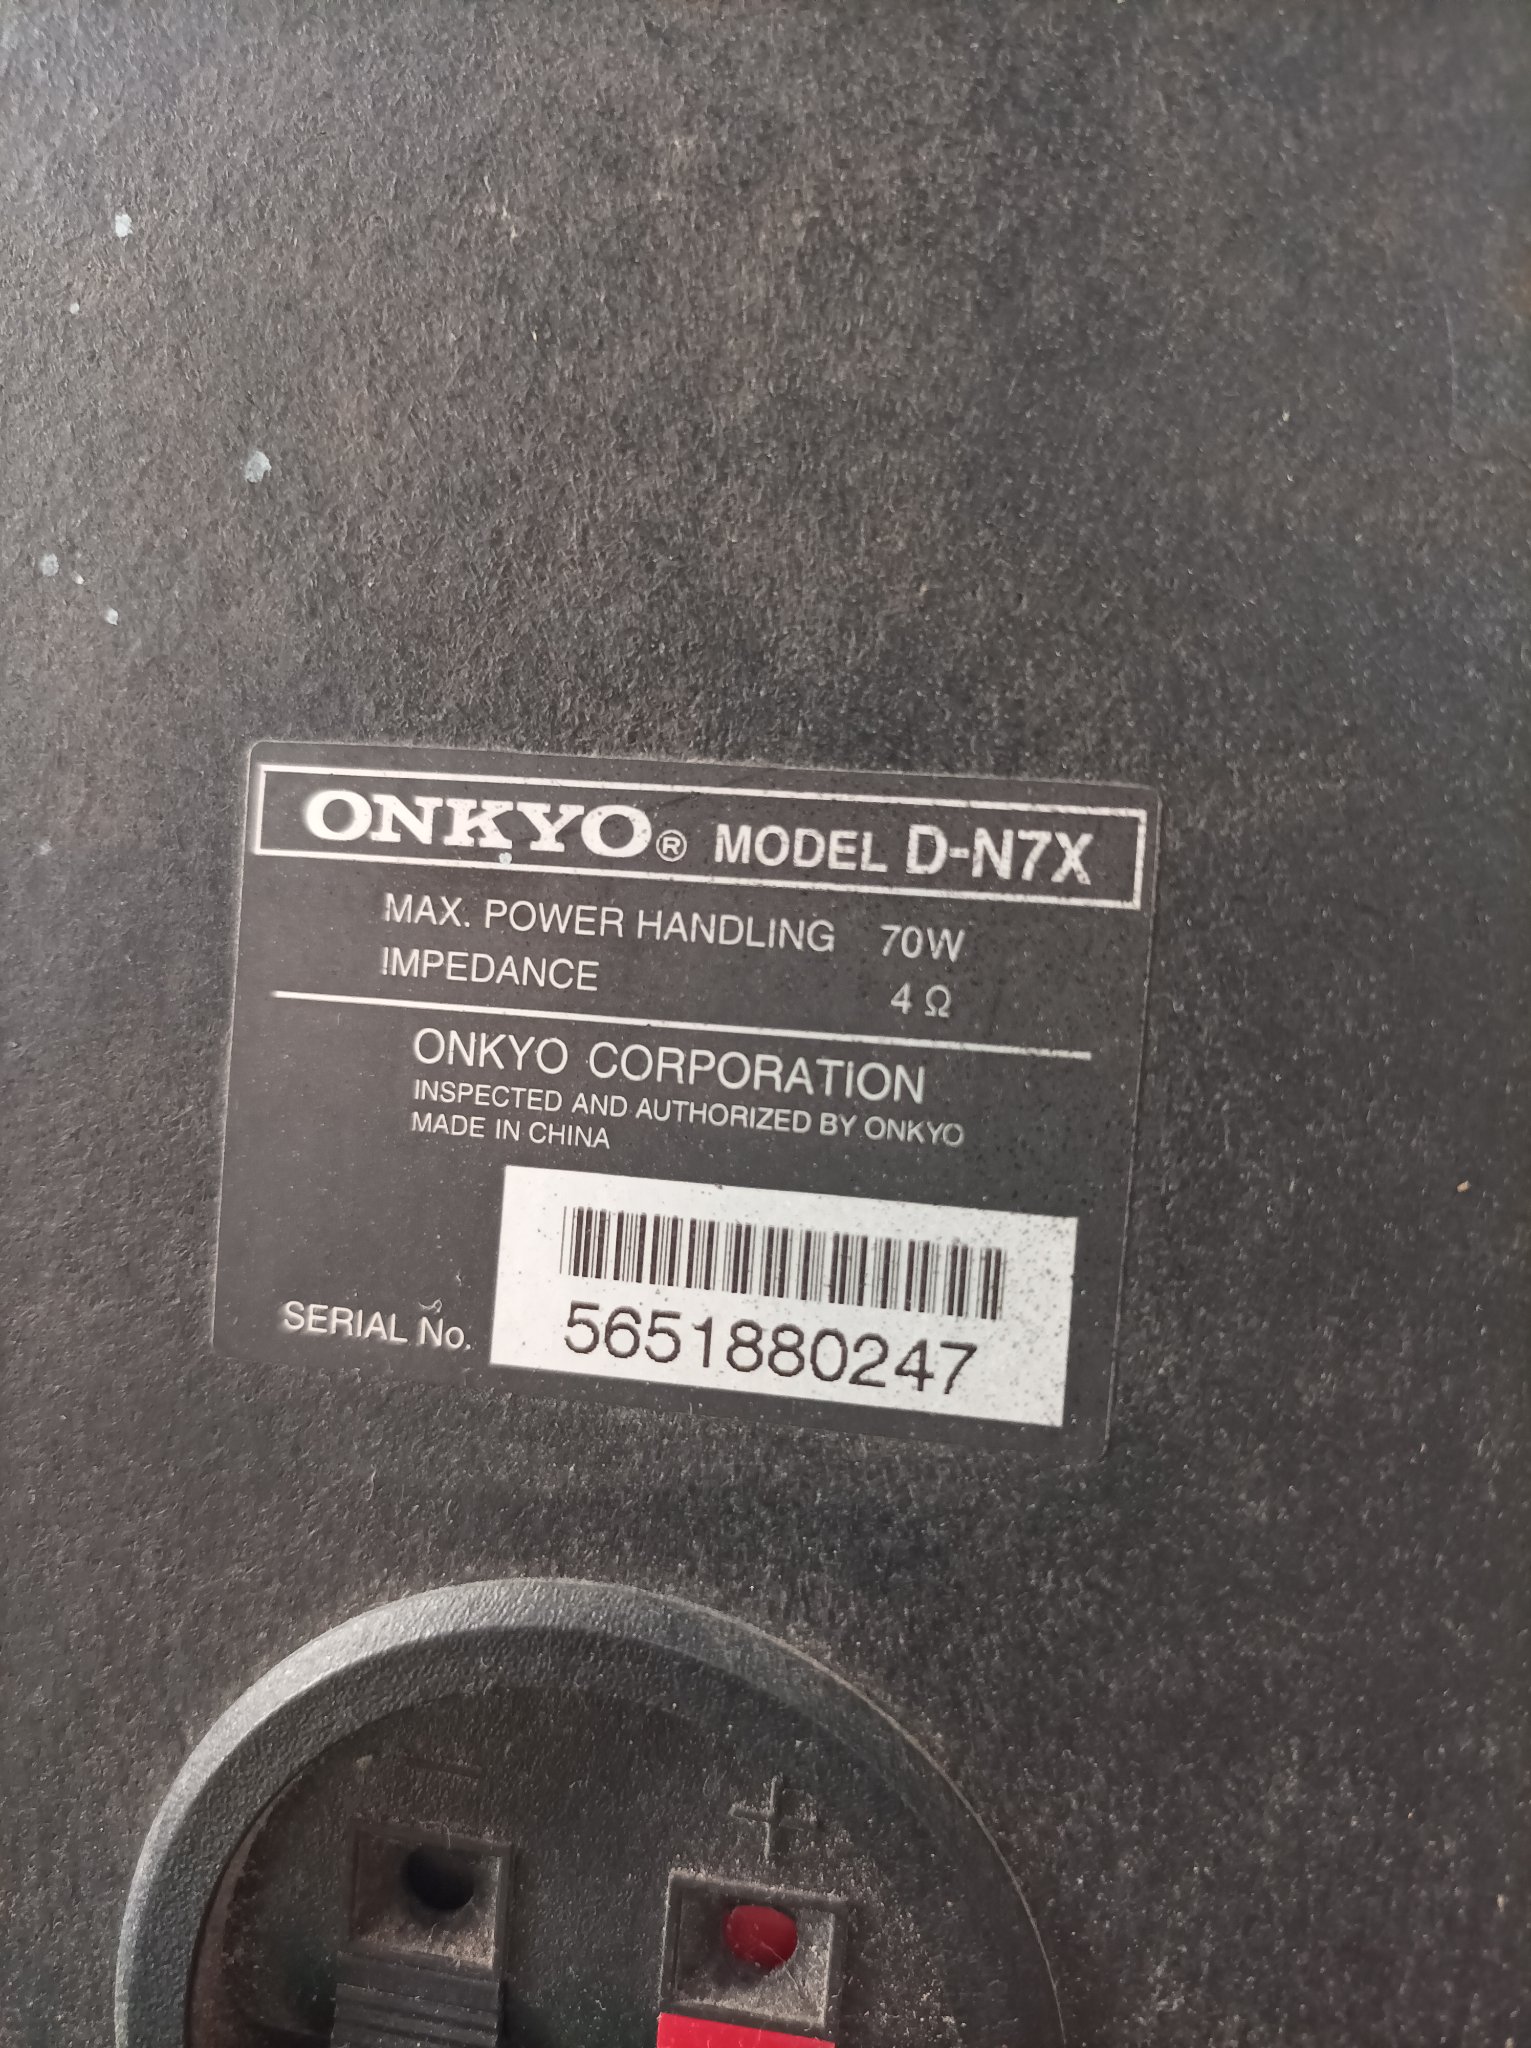 ONKYO® MODEL D-N7X
MAX. POWER HANDLING 70W
IMPEDANCE 4 Ω
ONKYO CORPORATION
INSPECTED AND AUTHORIZED BY ONKYO
MADE IN CHINA
SERIAL No. 5651880247
− +